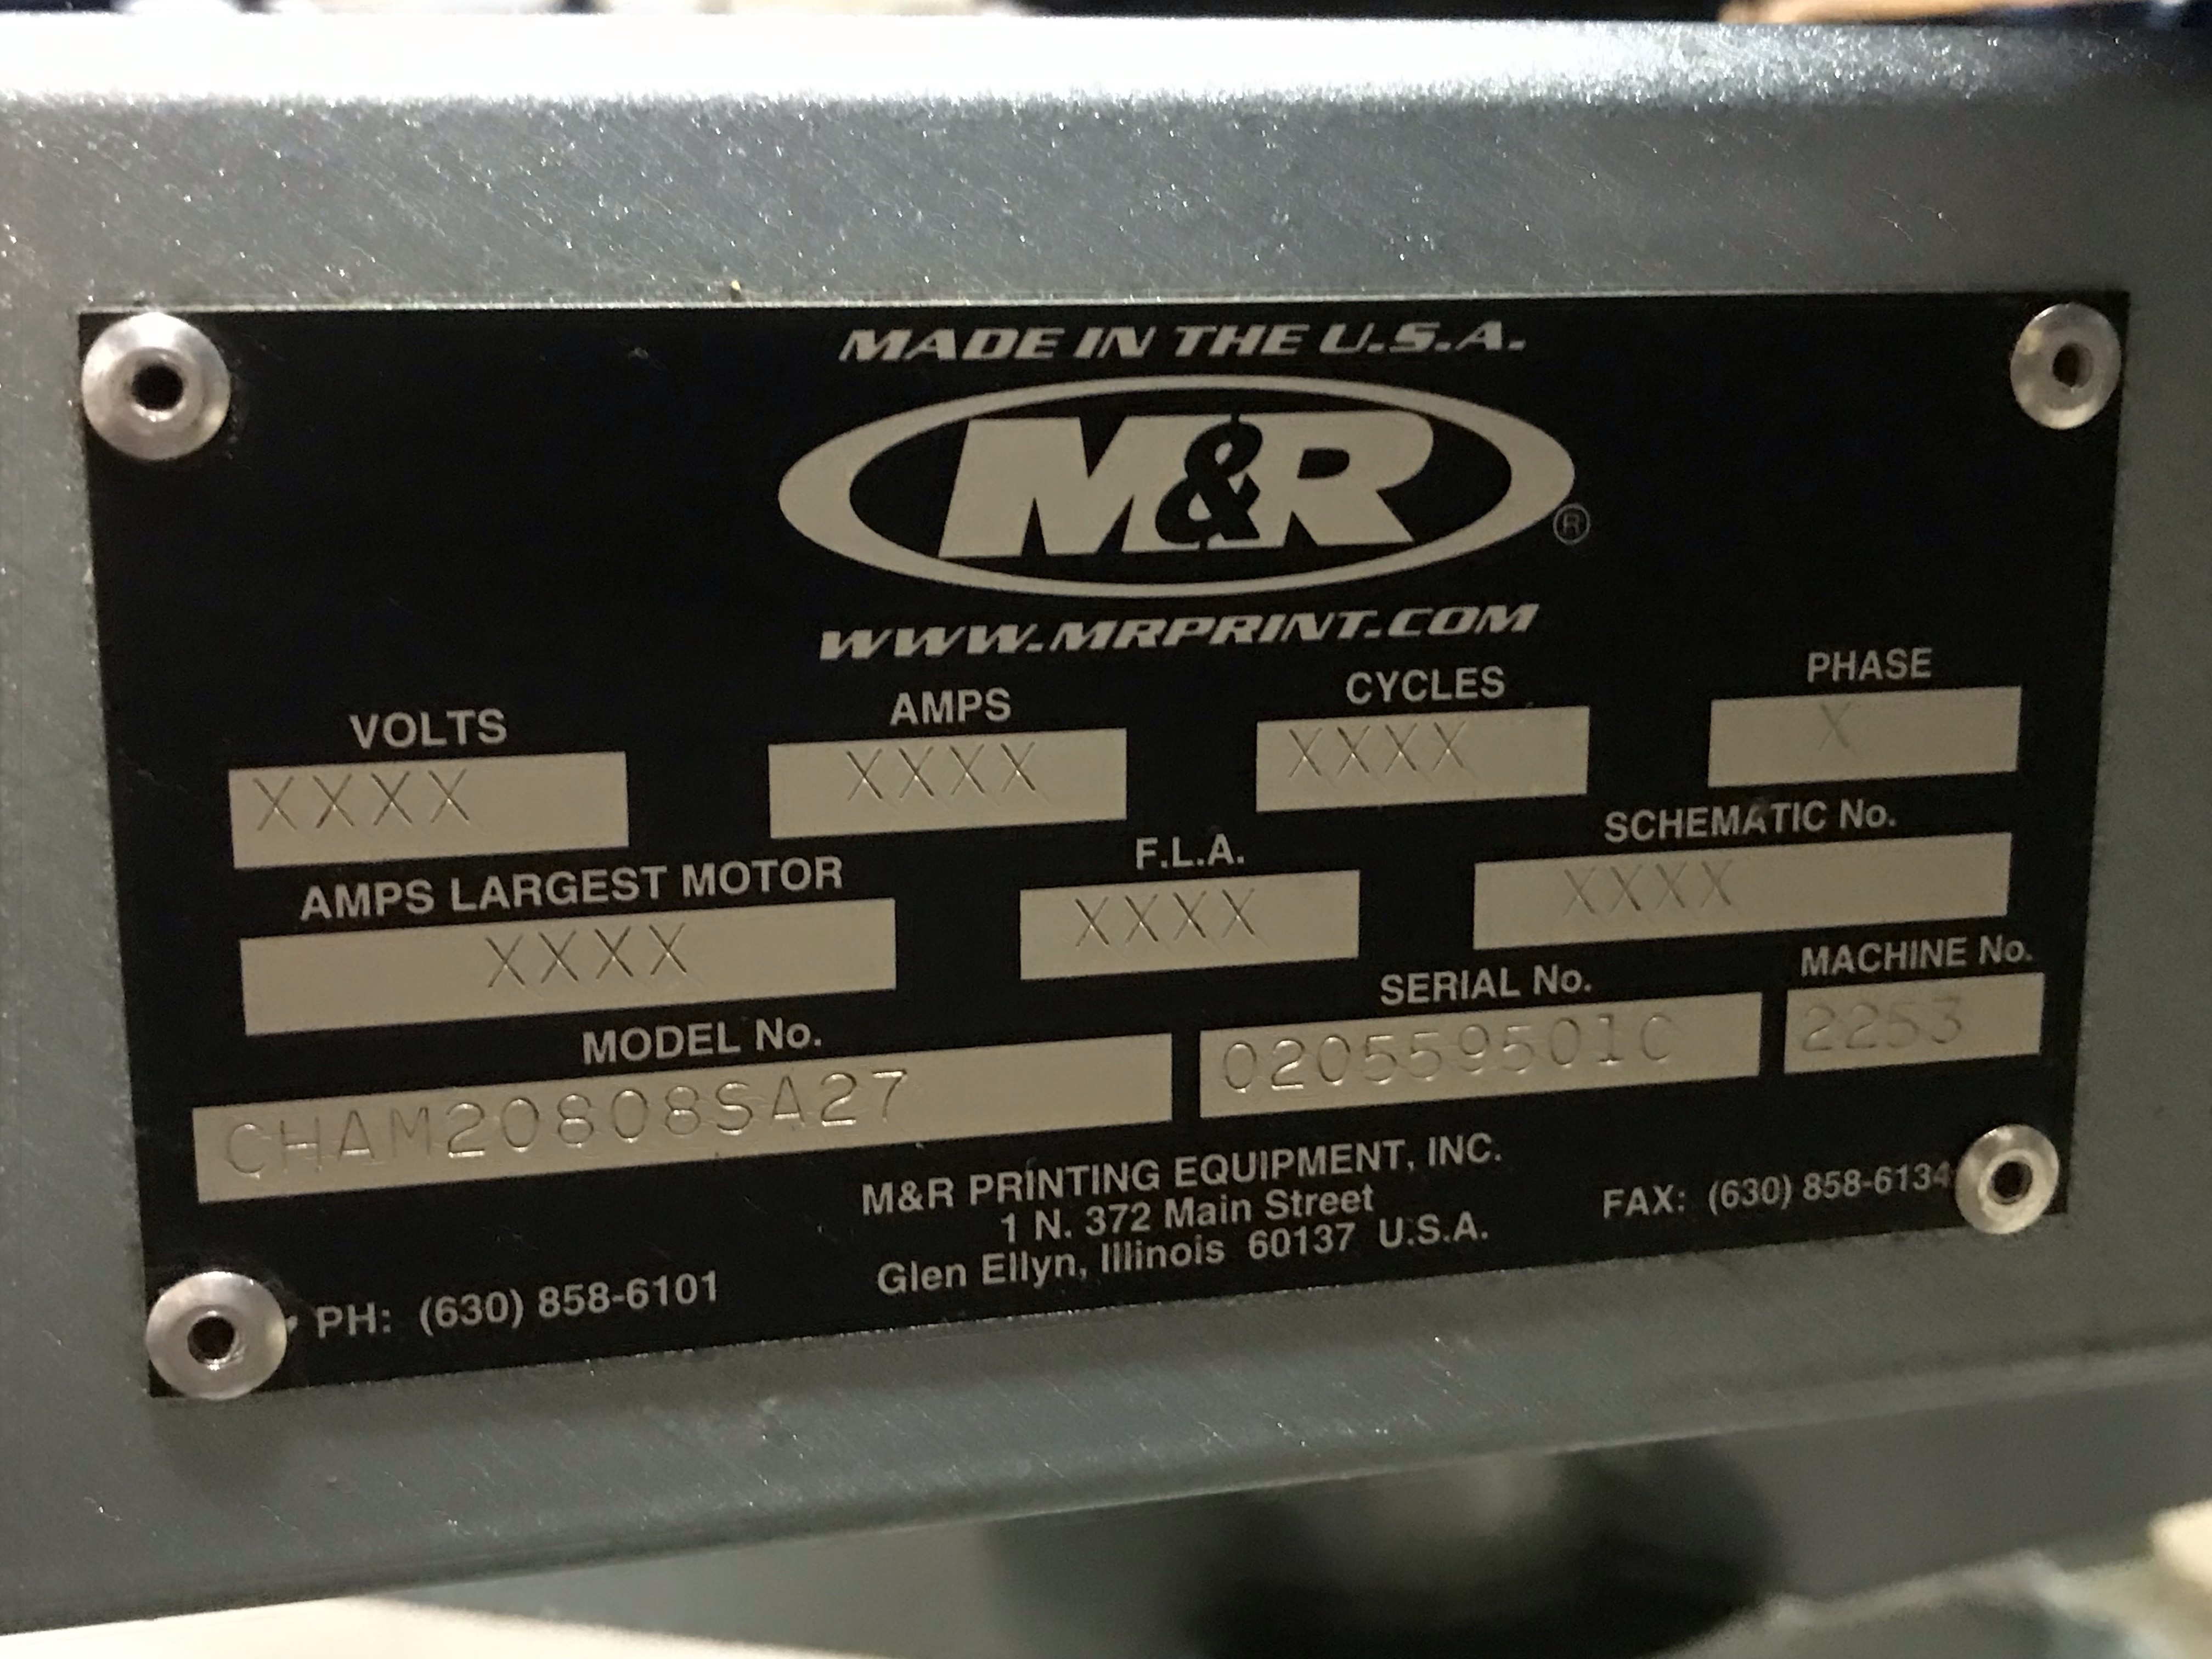 MADE IN THE U.S.A.
M&R ®
WWW.MRPRINT.COM
VOLTS AMPS CYCLES PHASE
XXXX XXXX XXXX X
AMPS LARGEST MOTOR F.L.A. SCHEMATIC No.
XXXX XXXX XXXX
MODEL No. SERIAL No. MACHINE No.
CHAM20808SA27 020559501C 2253
M&R PRINTING EQUIPMENT, INC.
1 N. 372 Main Street
Glen Ellyn, Illinois 60137 U.S.A.
PH: (630) 858-6101 FAX: (630) 858-6134